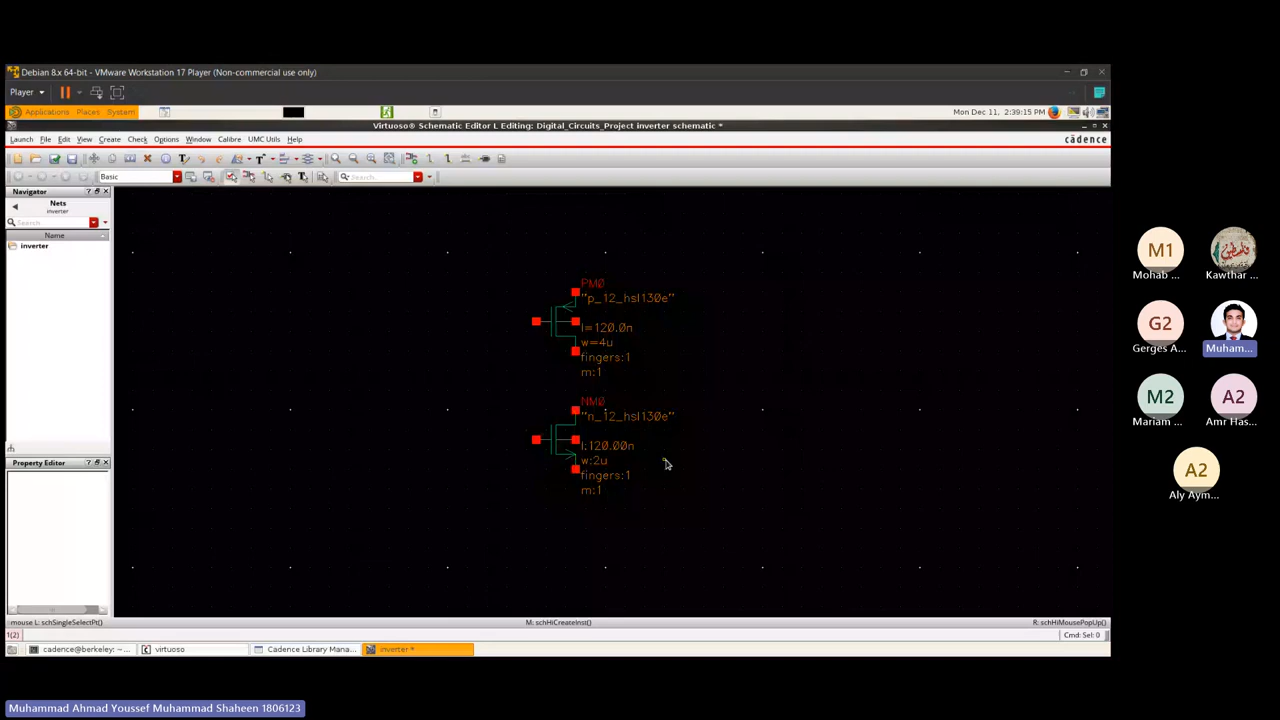 Debian 8.x 64-bit - VMware Workstation 17 Player (Non-commercial use only)
Player
Applications Places System
Mon Dec 11, 2:39:15 PM
Virtuoso® Schematic Editor L Editing: Digital_Circuits_Project inverter schematic *
Launch File Edit View Create Check Options Window Calibre UMC Utils Help
cādence
Basic
Search
Navigator
Nets
inverter
Search
Name
inverter
Property Editor
PM0
"p_12_hsl130e"
l=120.0n
w=4u
fingers:1
m:1
NM0
"n_12_hsl130e"
l:120.00n
w:2u
fingers:1
m:1
mouse L: schSingleSelectPt()
M: schHiCreateInst()
R: schHiMousePopUp()
1(2)
Cmd: Sel: 0
cadence@berkeley: ~...
virtuoso
Cadence Library Mana...
inverter *
M1
Mohab ...
Kawthar ...
G2
Gerges A...
Muham...
M2
Mariam ...
A2
Amr Has...
A2
Aly Aym...
Muhammad Ahmad Youssef Muhammad Shaheen 1806123